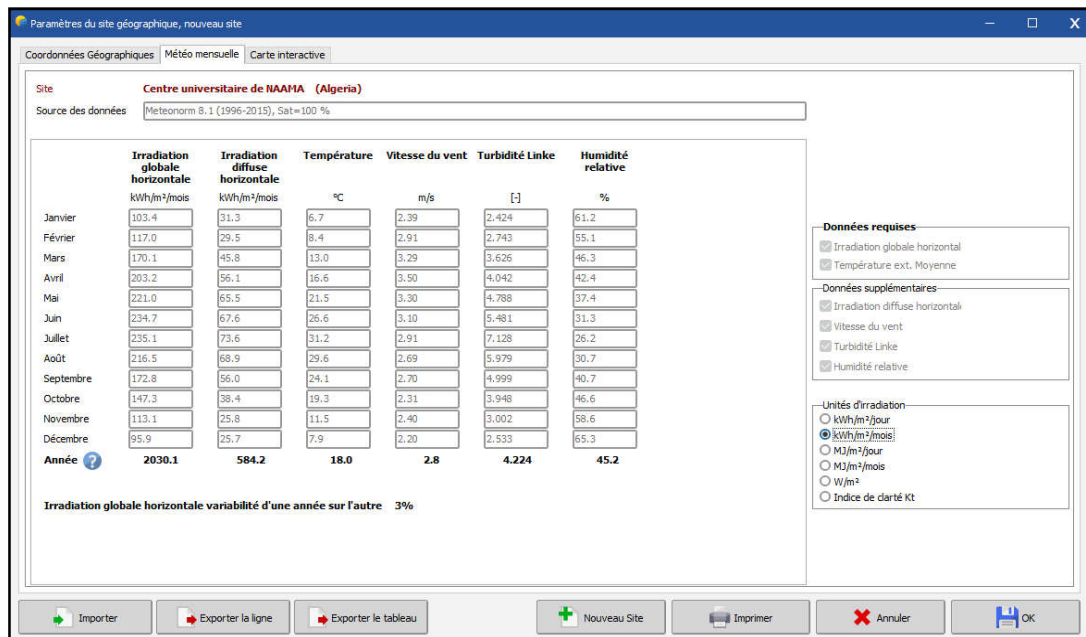 Paramètres du site géographique, nouveau site
Coordonnées Géographiques Météo mensuelle Carte interactive
Site Centre universitaire de NAAMA (Algeria)
Source des données Meteonorm 8.1 (1996-2015), Sat=100 %
Irradiation globale horizontale Irradiation diffuse horizontale Température Vitesse du vent Turbidité Linke Humidité relative
kWh/m²/mois kWh/m²/mois °C m/s [-] %
Janvier 103.4 31.3 6.7 2.39 2.424 61.2
Février 117.0 29.5 8.4 2.91 2.743 55.1
Mars 170.1 45.8 13.0 3.29 3.626 46.3
Avril 203.2 56.1 16.6 3.50 4.042 42.4
Mai 221.0 65.5 21.5 3.30 4.788 37.4
Juin 234.7 67.6 26.6 3.10 5.481 31.3
Juillet 235.1 73.6 31.2 2.91 7.128 26.2
Août 216.5 68.9 29.6 2.69 5.979 30.7
Septembre 172.8 56.0 24.1 2.70 4.999 40.7
Octobre 147.3 38.4 19.3 2.31 3.948 46.6
Novembre 113.1 25.8 11.5 2.40 3.002 58.6
Décembre 95.9 25.7 7.9 2.20 2.533 65.3
Année ? 2030.1 584.2 18.0 2.8 4.224 45.2
Irradiation globale horizontale variabilité d'une année sur l'autre 3%
Données requises
Irradiation globale horizontal
Température ext. Moyenne
Données supplémentaires
Irradiation diffuse horizontale
Vitesse du vent
Turbidité Linke
Humidité relative
Unités d'irradiation
kWh/m²/jour
kWh/m²/mois
MJ/m²/jour
MJ/m²/mois
W/m²
Indice de clarté Kt
Importer Exporter la ligne Exporter le tableau Nouveau Site Imprimer Annuler OK